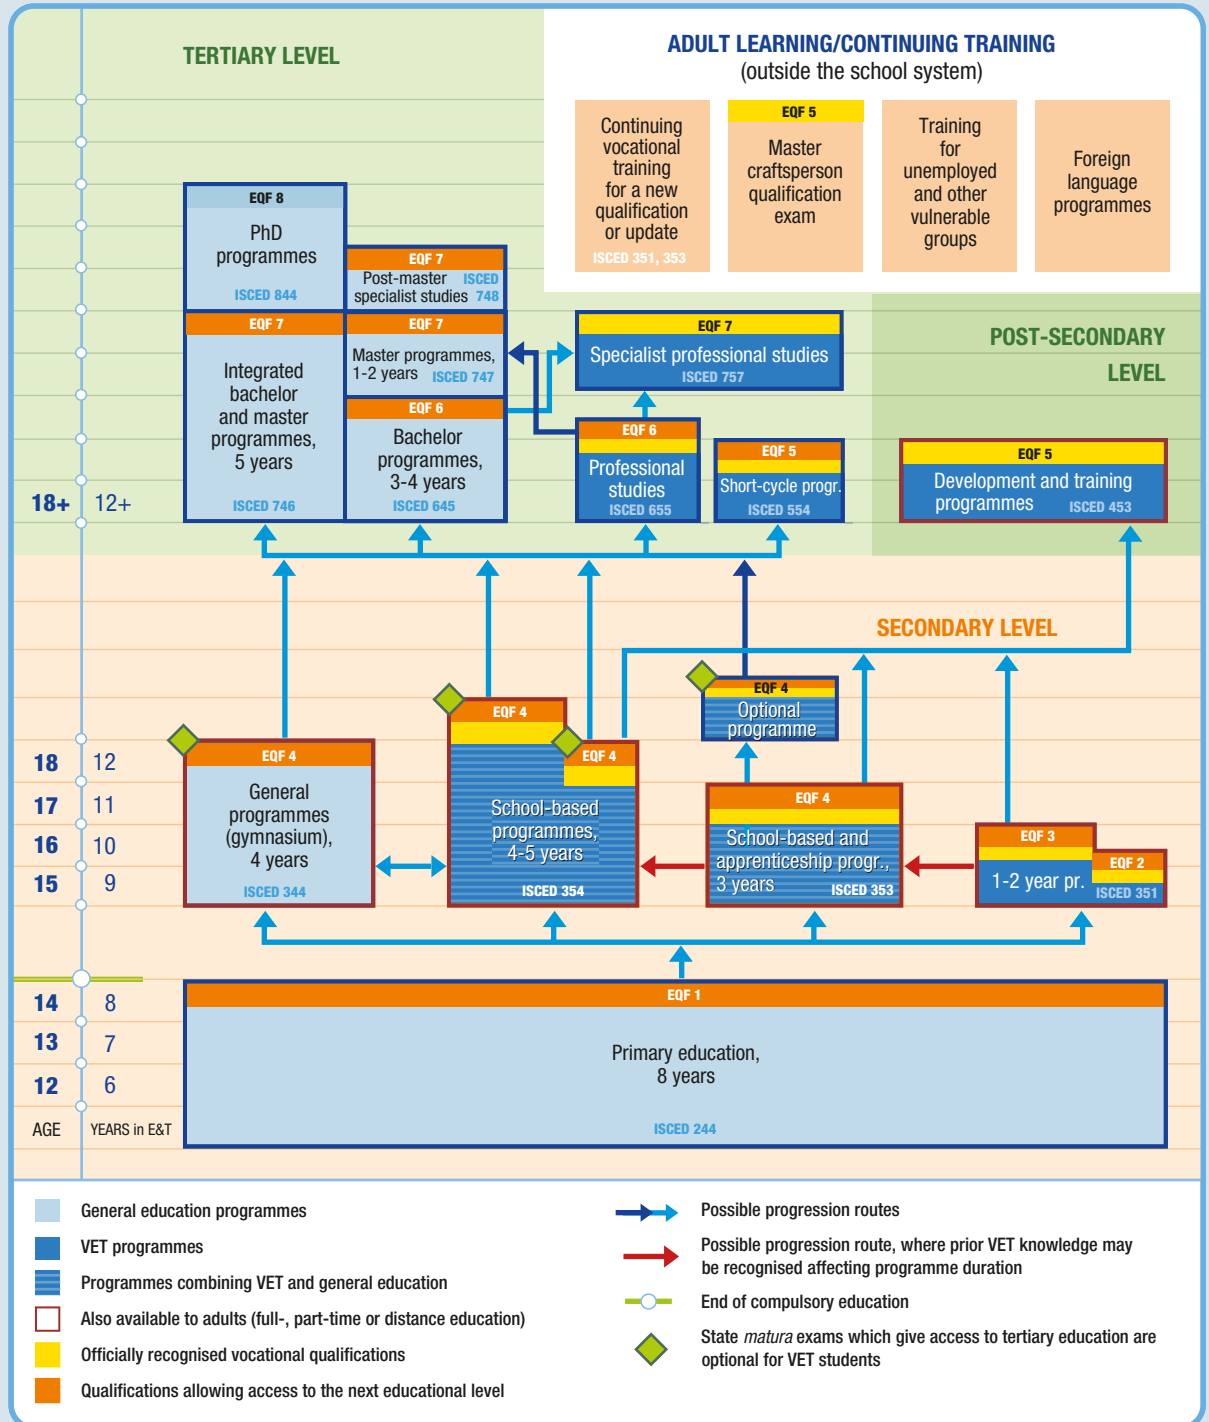 TERTIARY LEVEL
ADULT LEARNING/CONTINUING TRAINING
(outside the school system)
Continuing
vocational
training
for a new
qualification
or update
ISCED 351, 353
EQF 5
Master
craftsperson
qualification
exam
Training
for
unemployed
and other
vulnerable
groups
Foreign
language
programmes
EQF 8
PhD
programmes
ISCED 844
EQF 7
Post-master ISCED
specialist studies 748
EQF 7
Integrated
bachelor
and master
programmes,
5 years
ISCED 746
EQF 7
Master programmes,
1-2 years ISCED 747
EQF 6
Bachelor
programmes,
3-4 years
ISCED 645
EQF 7
Specialist professional studies
ISCED 757
EQF 6
Professional
studies
ISCED 655
EQF 5
Short-cycle progr.
ISCED 554
POST-SECONDARY
LEVEL
EQF 5
Development and training
programmes ISCED 453
18+ 12+
SECONDARY LEVEL
EQF 4
General
programmes
(gymnasium),
4 years
ISCED 344
EQF 4
EQF 4
School-based
programmes,
4-5 years
ISCED 354
EQF 4
Optional
programme
EQF 4
School-based and
apprenticeship progr.,
3 years ISCED 353
EQF 3
1-2 year pr.
EQF 2
ISCED 351
18 12
17 11
16 10
15 9
14 8
13 7
12 6
AGE YEARS in E&T
EQF 1
Primary education,
8 years
ISCED 244
General education programmes
VET programmes
Programmes combining VET and general education
Also available to adults (full-, part-time or distance education)
Officially recognised vocational qualifications
Qualifications allowing access to the next educational level
Possible progression routes
Possible progression route, where prior VET knowledge may
be recognised affecting programme duration
End of compulsory education
State matura exams which give access to tertiary education are
optional for VET students